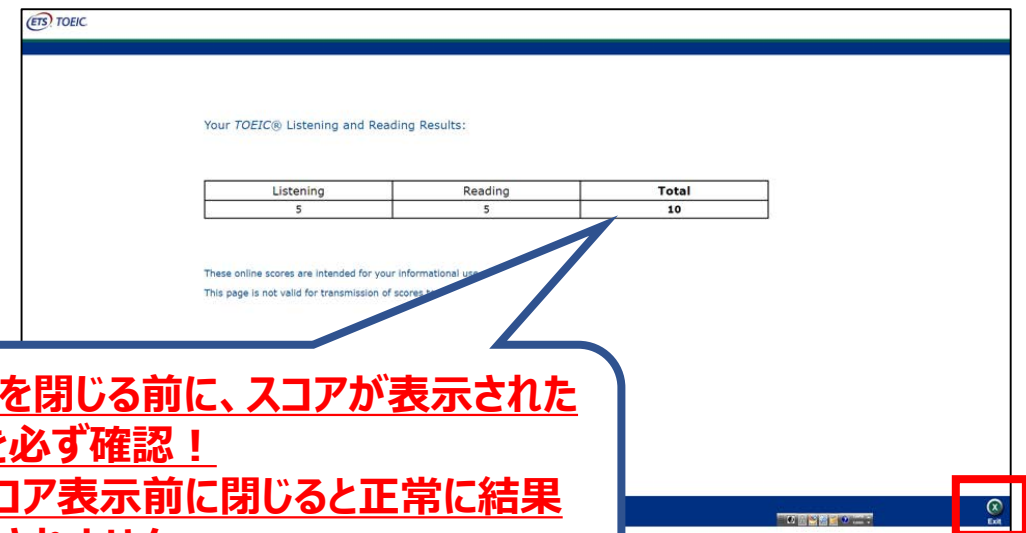 ETS TOEIC
Your TOEIC® Listening and Reading Results:
Listening Reading Total
5 5 10
These online scores are intended for your informational use
This page is not valid for transmission of scores
を閉じる前に、スコアが表示された
を必ず確認！
コア表示前に閉じると正常に結果
Exit